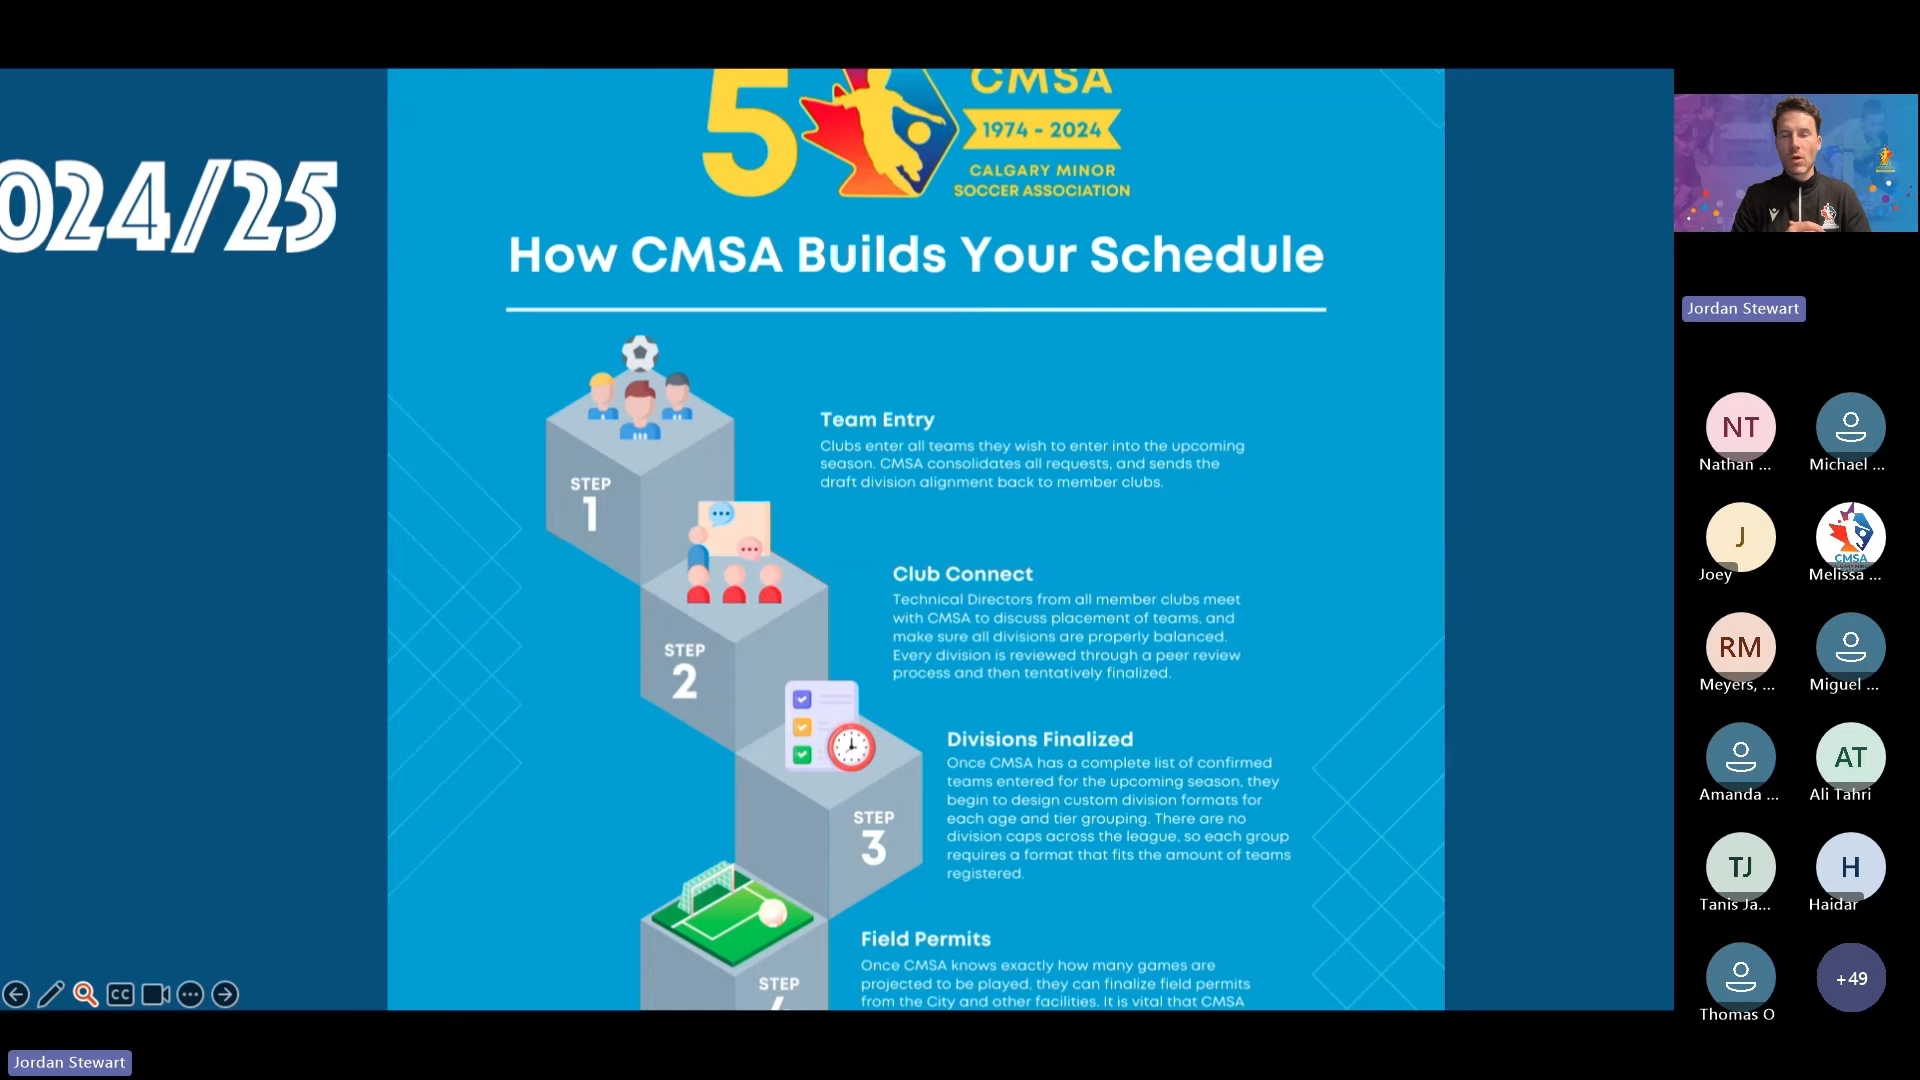 50
CMSA
1974 - 2024
CALGARY MINOR
SOCCER ASSOCIATION
024/25
How CMSA Builds Your Schedule
STEP
1
Team Entry
Clubs enter all teams they wish to enter into the upcoming
season. CMSA consolidates all requests, and sends the
draft division alignment back to member clubs.
STEP
2
Club Connect
Technical Directors from all member clubs meet
with CMSA to discuss placement of teams, and
make sure all divisions are properly balanced.
Every division is reviewed through a peer review
process and then tentatively finalized.
STEP
3
Divisions Finalized
Once CMSA has a complete list of confirmed
teams entered for the upcoming season, they
begin to design custom division formats for
each age and tier grouping. There are no
division caps across the league, so each group
requires a format that fits the amount of teams
registered.
STEP
4
Field Permits
Once CMSA knows exactly how many games are
projected to be played, they can finalize field permits
from the City and other facilities. It is vital that CMSA
CC
Jordan Stewart
Jordan Stewart
NT
Nathan ...
Michael ...
J
Joey
CMSA
Melissa ...
RM
Meyers, ...
Miguel ...
Amanda ...
AT
Ali Tahri
TJ
Tanis Ja...
H
Haidar
Thomas O
+49